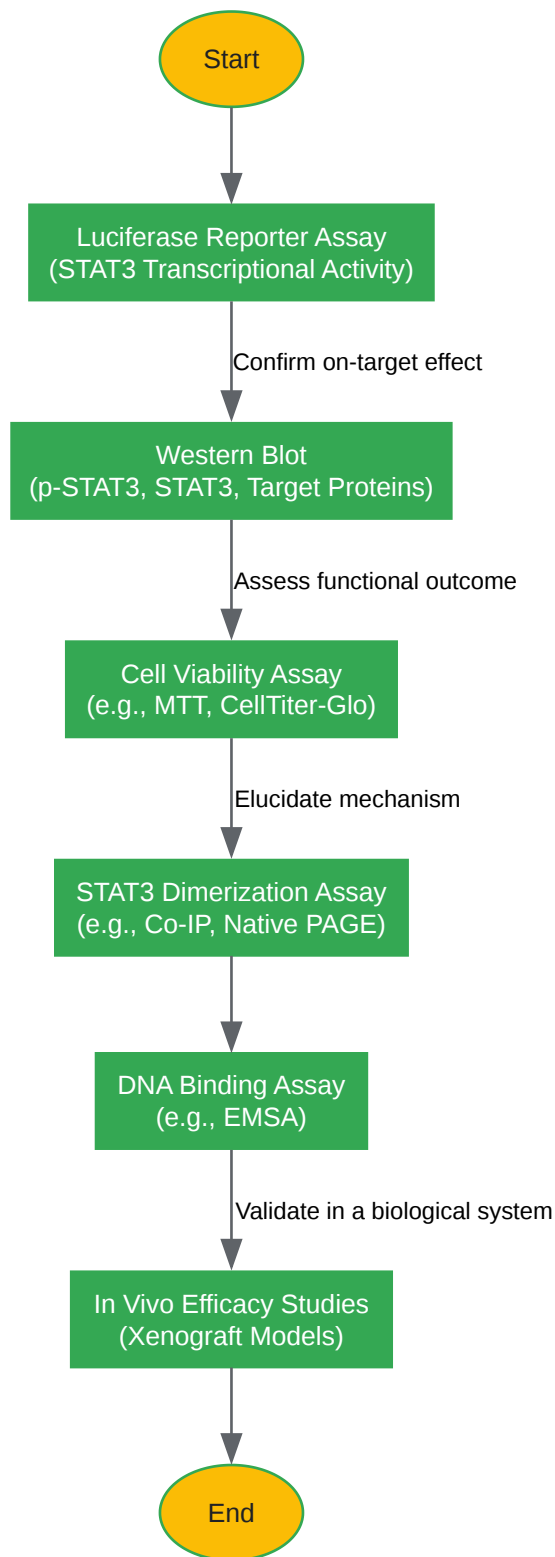 Start
Luciferase Reporter Assay
(STAT3 Transcriptional Activity)
Confirm on-target effect
Western Blot
(p-STAT3, STAT3, Target Proteins)
Assess functional outcome
Cell Viability Assay
(e.g., MTT, CellTiter-Glo)
Elucidate mechanism
STAT3 Dimerization Assay
(e.g., Co-IP, Native PAGE)
DNA Binding Assay
(e.g., EMSA)
Validate in a biological system
In Vivo Efficacy Studies
(Xenograft Models)
End